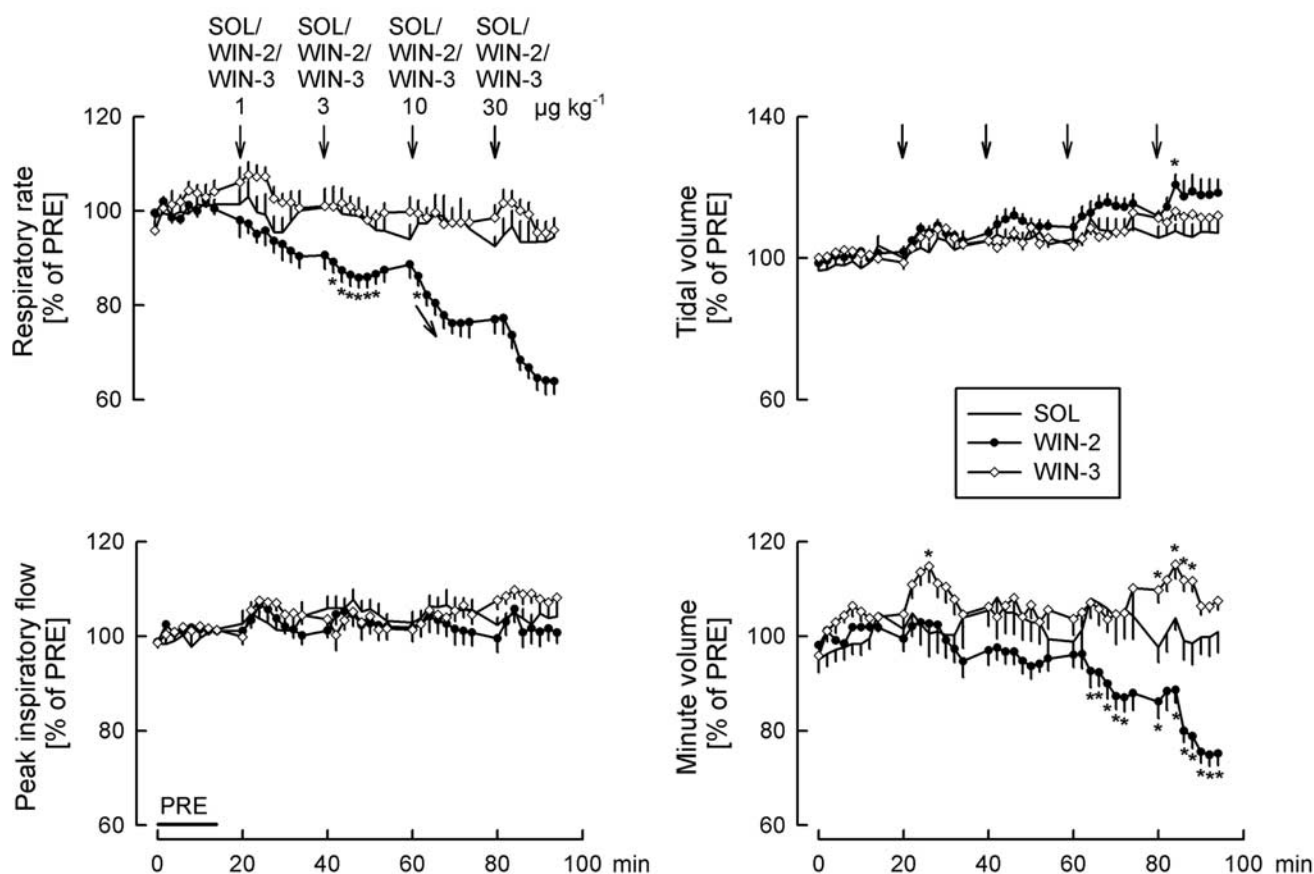 SOL/ SOL/ SOL/ SOL/
WIN-2/ WIN-2/ WIN-2/ WIN-2/
WIN-3 WIN-3 WIN-3 WIN-3
1 3 10 30 µg kg-1
Respiratory rate
[% of PRE]
120
100
80
60
Tidal volume
[% of PRE]
140
100
60
*
SOL
WIN-2
WIN-3
* * * * * *
*
Peak inspiratory flow
[% of PRE]
120
100
80
60
PRE
0 20 40 60 80 100 min
Minute volume
[% of PRE]
120
100
80
60
* * * * *
** * * * * * * * * * *
0 20 40 60 80 100 min